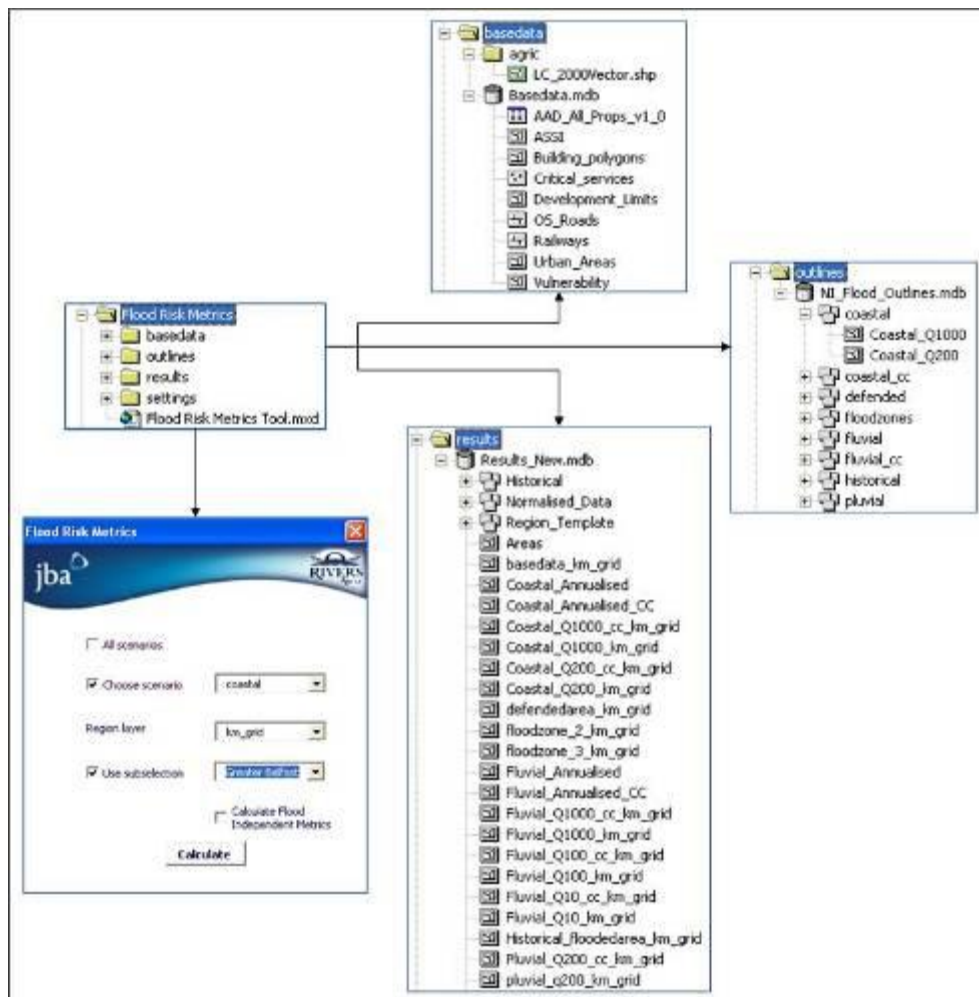 basedata
agric
LC_2000Vector.shp
Basedata.mdb
AAD_All_Props_v1_0
ASSI
Building_polygons
Critical_services
Development_Limits
OS_Roads
Railways
Urban_Areas
Vulnerability
outlines
NI_Flood_Outlines.mdb
coastal
Coastal_Q1000
Coastal_Q200
coastal_cc
defended
floodzones
fluvial
fluvial_cc
historical
pluvial
Flood Risk Metrics
basedata
outlines
results
settings
Flood Risk Metrics Tool.mxd
results
Results_New.mdb
Historical
Normalised_Data
Region_Template
Areas
basedata_km_grid
Coastal_Annualised
Coastal_Annualised_CC
Coastal_Q1000_cc_km_grid
Coastal_Q1000_km_grid
Coastal_Q200_cc_km_grid
Coastal_Q200_km_grid
defendedarea_km_grid
floodzone_2_km_grid
floodzone_3_km_grid
Fluvial_Annualised
Fluvial_Annualised_CC
Fluvial_Q1000_cc_km_grid
Fluvial_Q1000_km_grid
Fluvial_Q100_cc_km_grid
Fluvial_Q100_km_grid
Fluvial_Q10_cc_km_grid
Fluvial_Q10_km_grid
Historical_floodedarea_km_grid
Pluvial_Q200_cc_km_grid
pluvial_q200_km_grid
Flood Risk Metrics
jba
RIVERS
All scenarios
Choose scenario coastal
Region layer km_grid
Use subselection Greater Belfast
Calculate Flood
Independent Metrics
Calculate